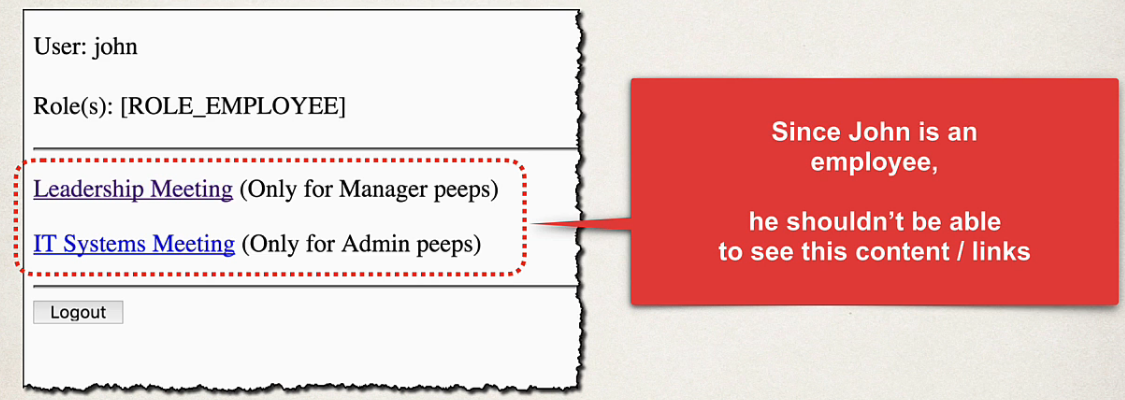 User: john
Role(s): [ROLE_EMPLOYEE]
Leadership Meeting (Only for Manager peeps)
IT Systems Meeting (Only for Admin peeps)
Logout
Since John is an
employee,
he shouldn’t be able
to see this content / links